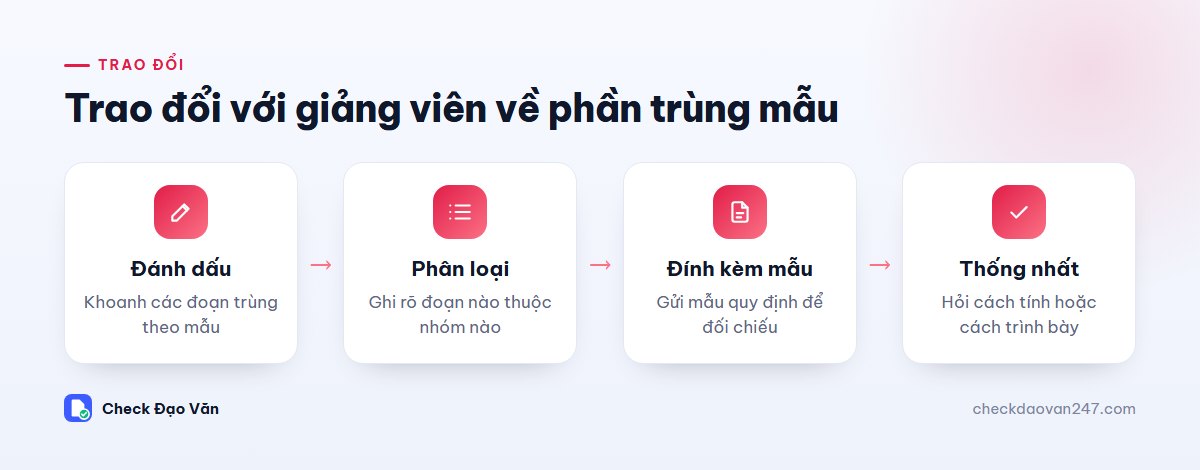 TRAO ĐỔI
Trao đổi với giảng viên về phần trùng mẫu
Đánh dấu
Khoanh các đoạn trùng
theo mẫu
Phân loại
Ghi rõ đoạn nào thuộc
nhóm nào
Đính kèm mẫu
Gửi mẫu quy định để
đối chiếu
Thống nhất
Hỏi cách tính hoặc
cách trình bày
Check Đạo Văn
checkdaovan247.com